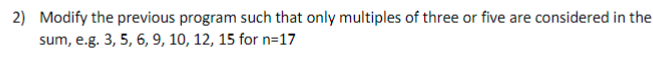 2) Modify the previous program such that only multiples of three or five are considered in the
sum, e.g. 3, 5, 6, 9, 10, 12, 15 for n=17